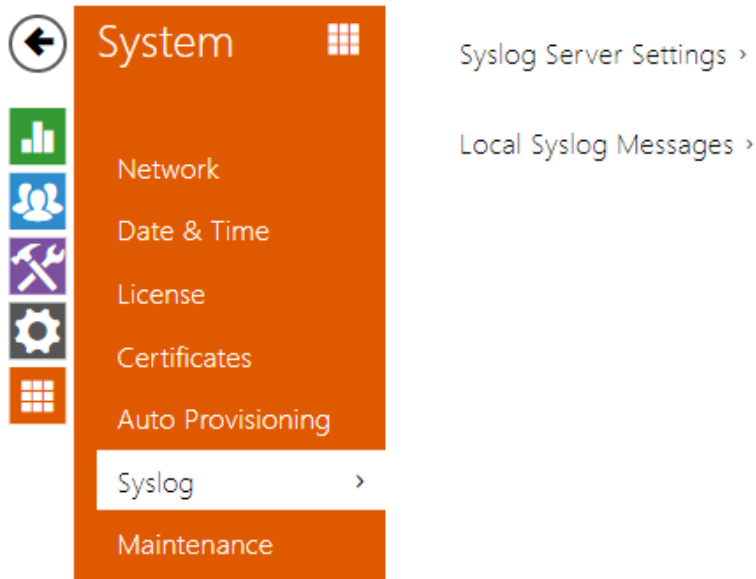 System
Network
Date & Time
License
Certificates
Auto Provisioning
Syslog ›
Maintenance
Syslog Server Settings ›
Local Syslog Messages ›